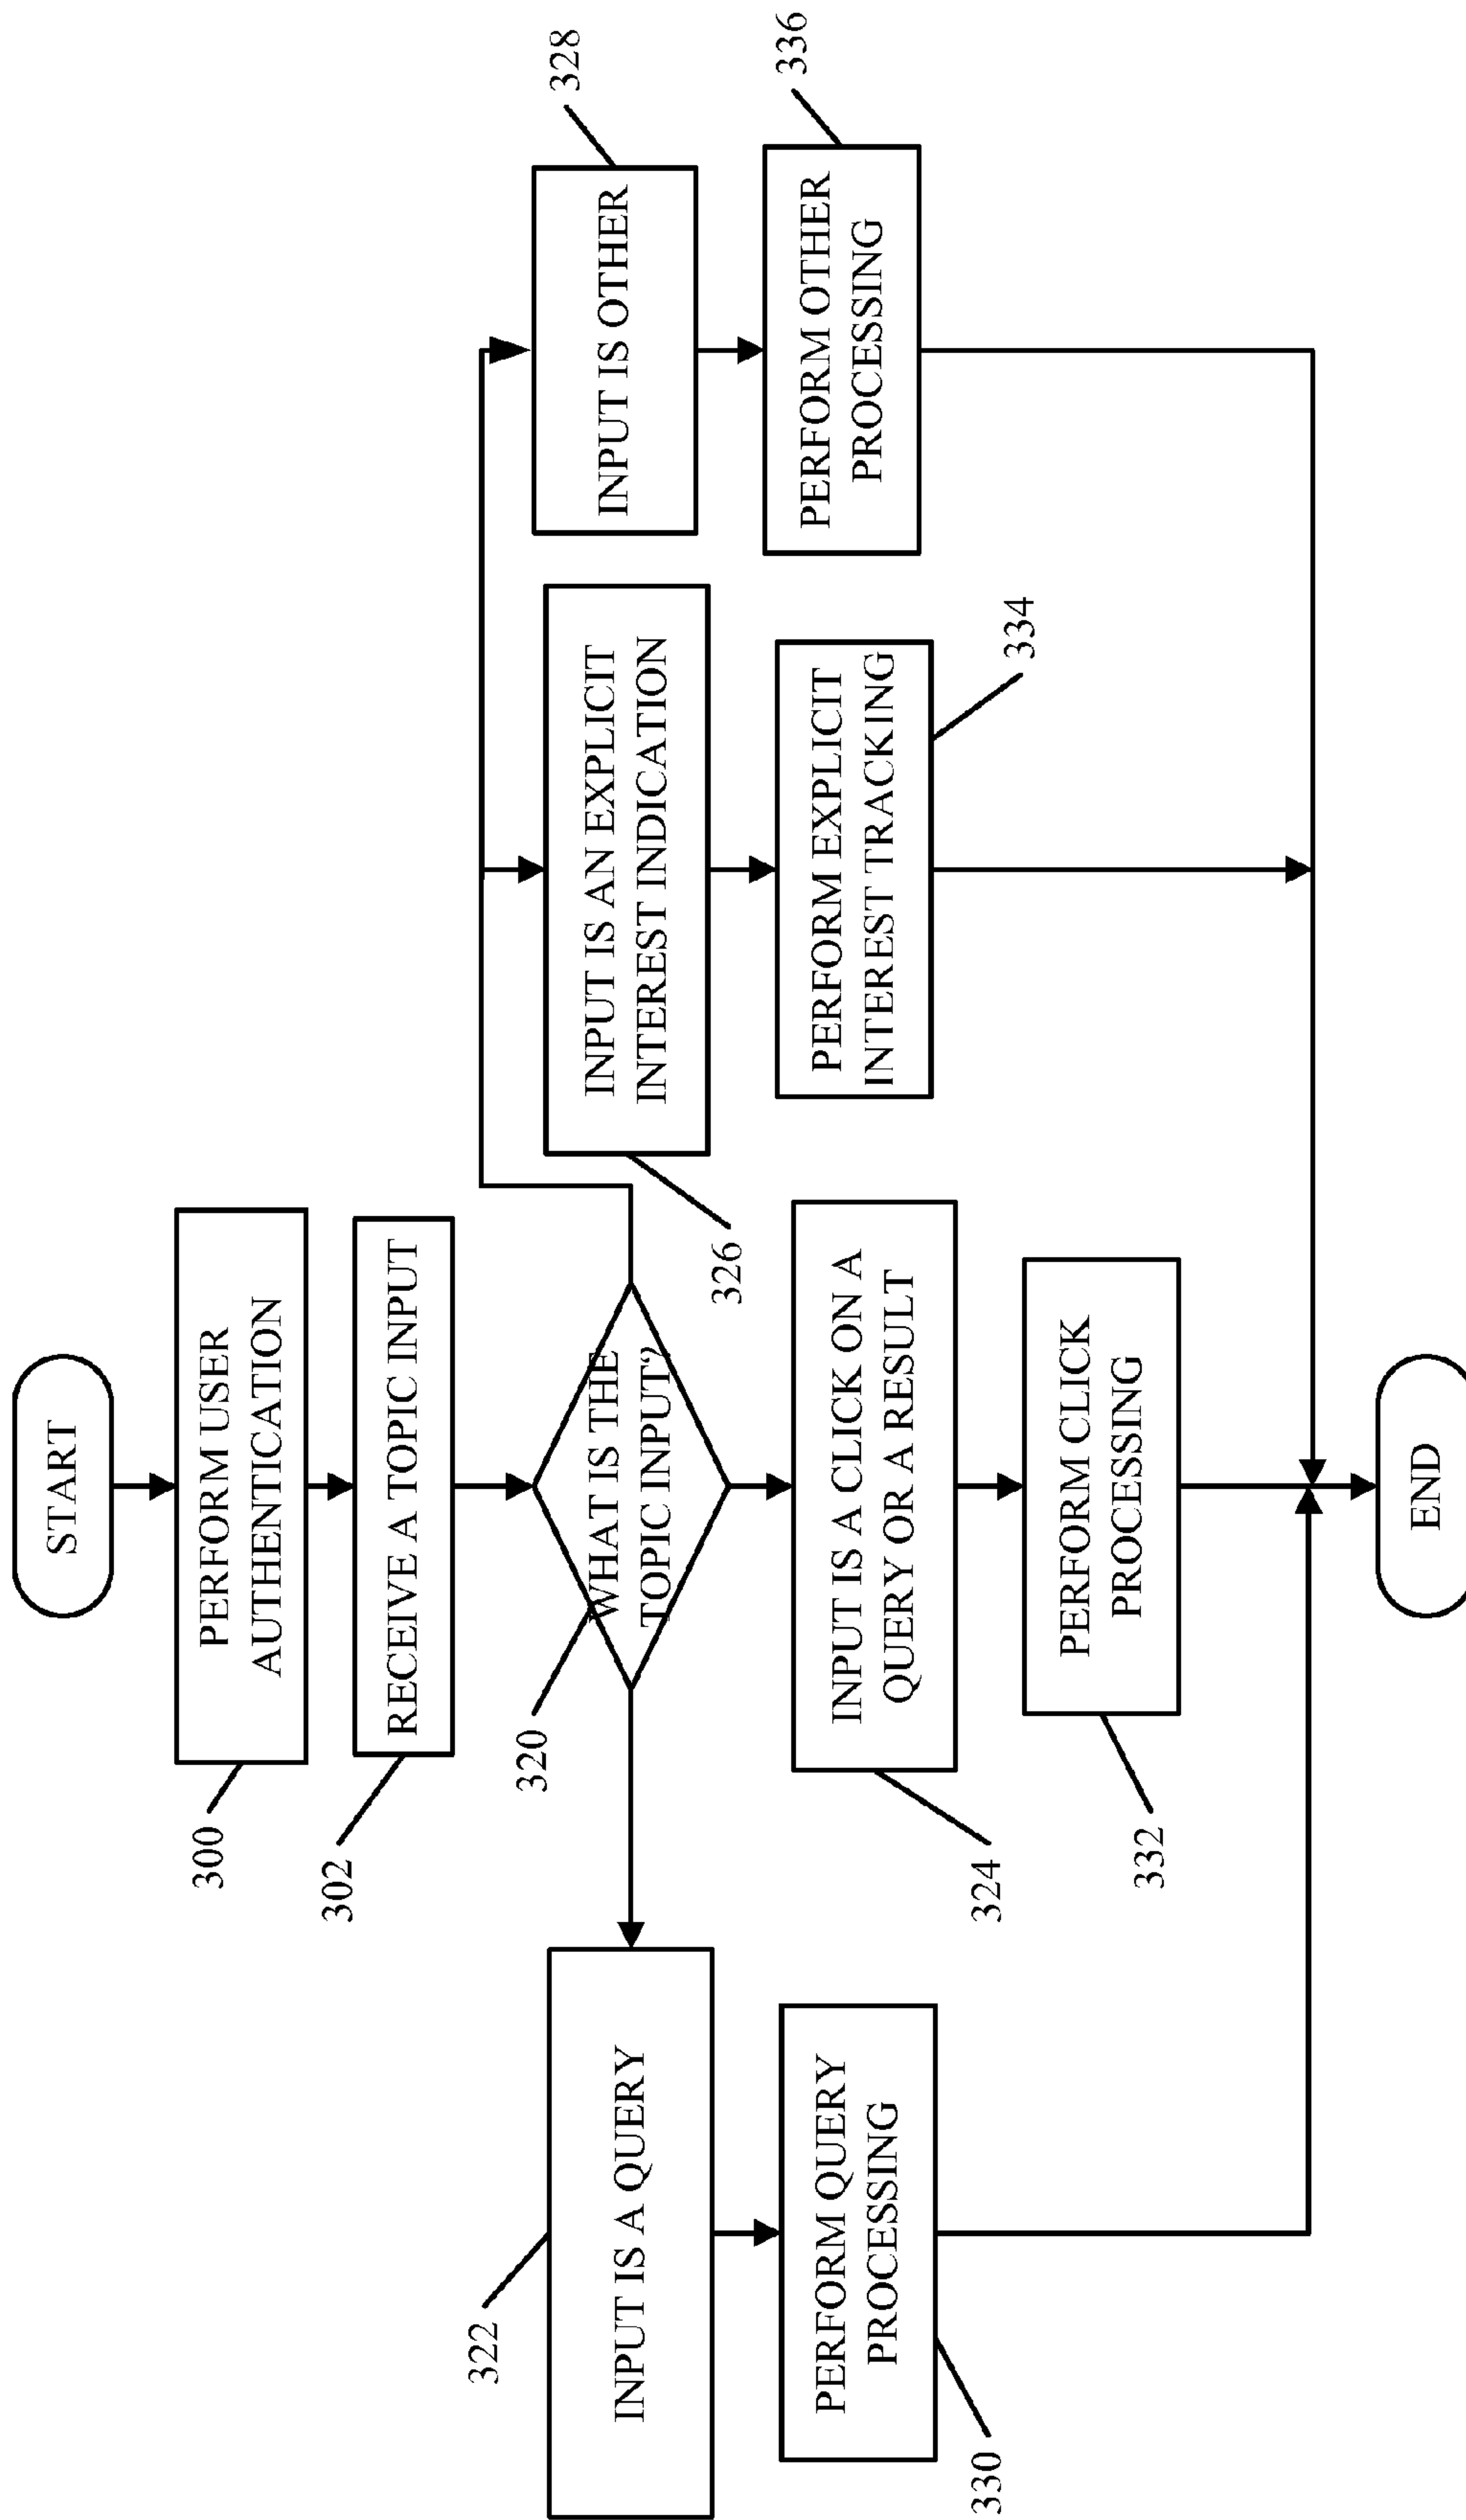 START
PERFORM USER
AUTHENTICATION
300
RECEIVE A TOPIC INPUT
302
WHAT IS THE
TOPIC INPUT?
320
INPUT IS A QUERY
322
INPUT IS A CLICK ON A
QUERY OR A RESULT
324
INPUT IS AN EXPLICIT
INTEREST INDICATION
326
INPUT IS OTHER
328
PERFORM QUERY
PROCESSING
330
PERFORM CLICK
PROCESSING
332
PERFORM EXPLICIT
INTEREST TRACKING
334
PERFORM OTHER
PROCESSING
336
END